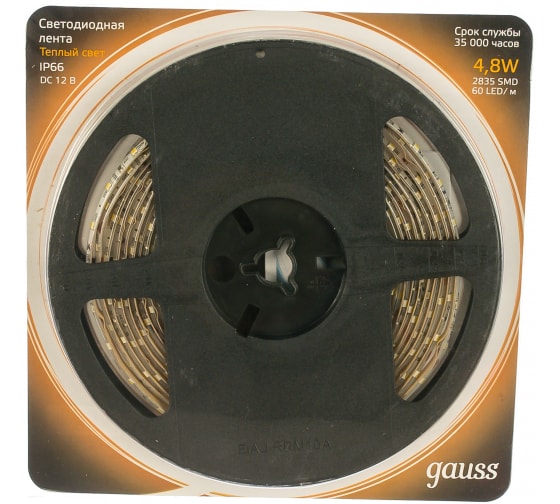 Светодиодная
лента
Теплый свет
IP66
DC 12 В
Срок службы
35 000 часов
4,8W
2835 SMD
60 LED/м
gauss